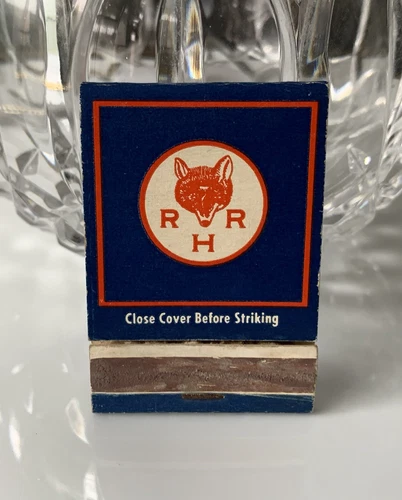 R R
H
Close Cover Before Striking